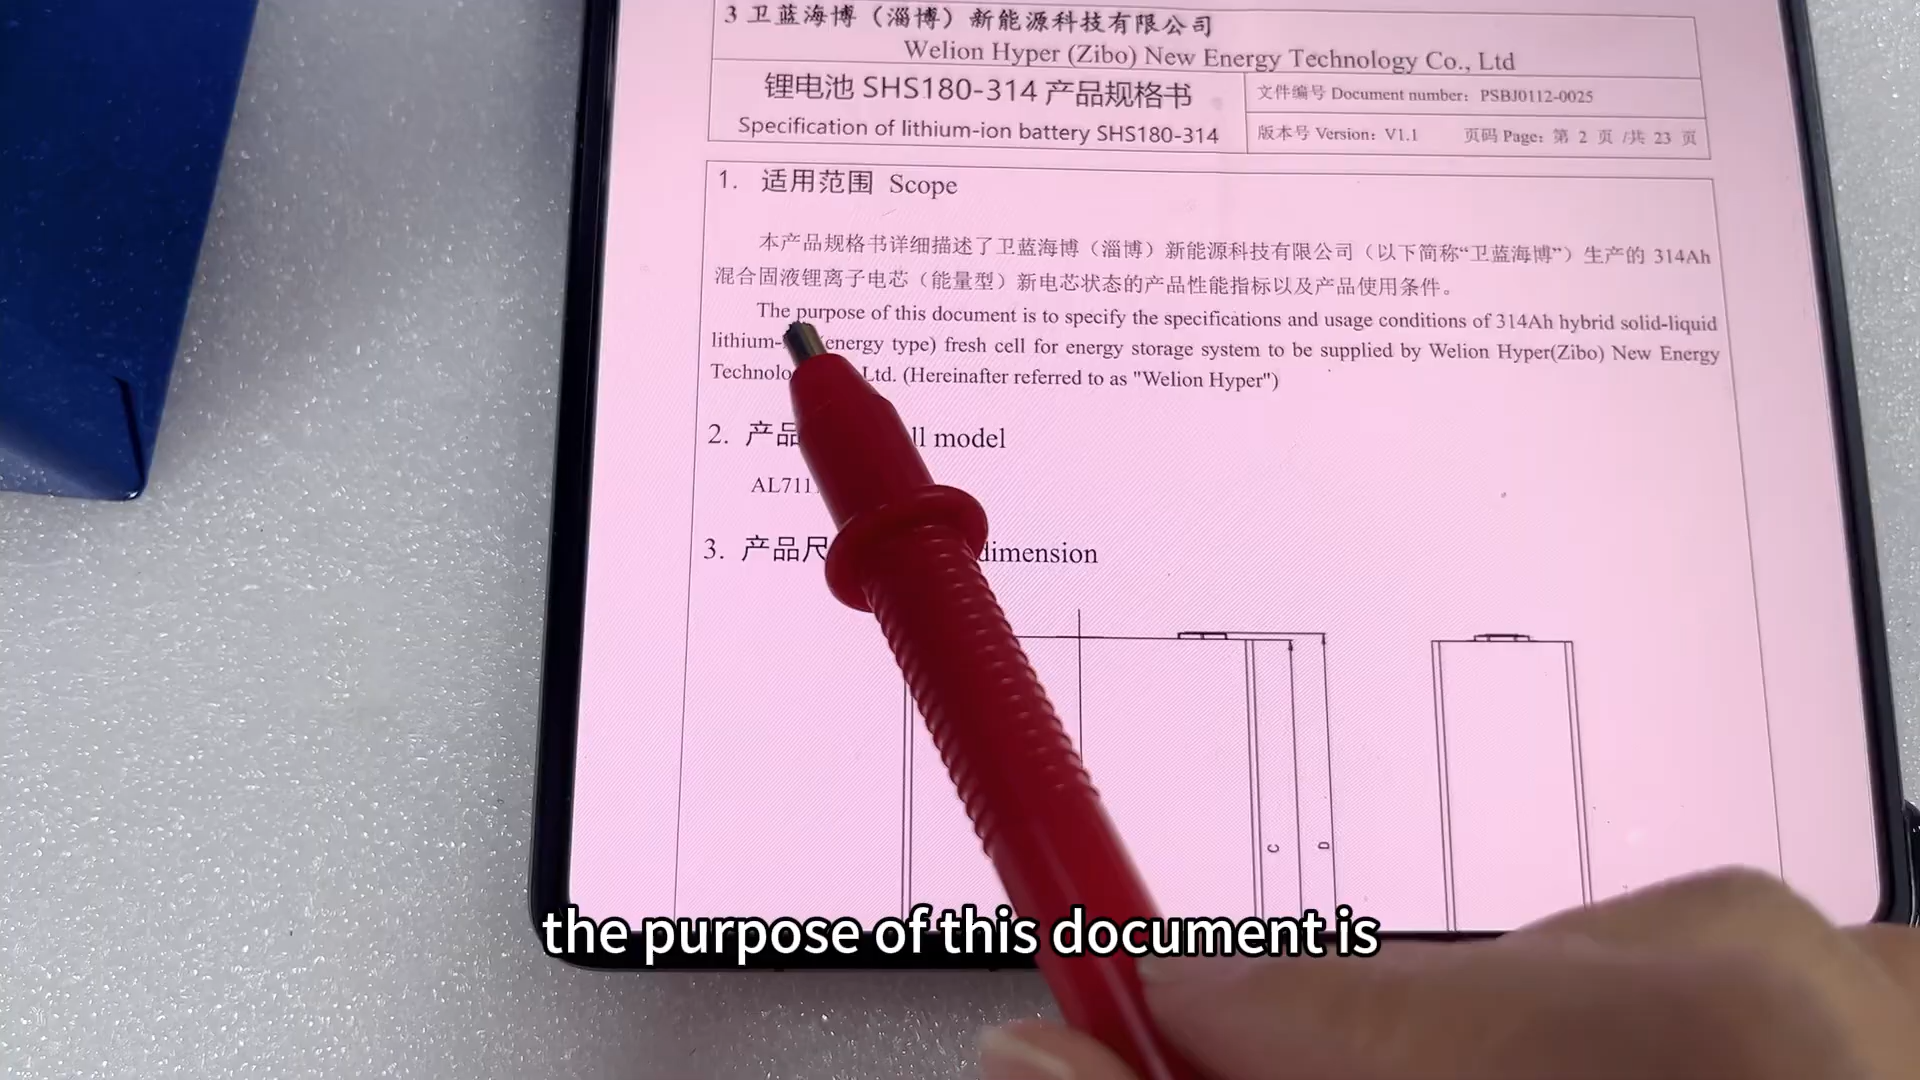 3 卫蓝海博（淄博）新能源科技有限公司
Welion Hyper (Zibo) New Energy Technology Co., Ltd
锂电池 SHS180-314 产品规格书
Specification of lithium-ion battery SHS180-314
文件编号 Document number: PSBJ0112-0025
版本号 Version: V1.1 页码 Page: 第 2 页 /共 23 页
1. 适用范围 Scope
本产品规格书详细描述了卫蓝海博（淄博）新能源科技有限公司（以下简称“卫蓝海博”）生产的 314Ah
混合固液锂离子电芯（能量型）新电芯状态的产品性能指标以及产品使用条件。
The purpose of this document is to specify the specifications and usage conditions of 314Ah hybrid solid-liquid
lithium- energy type) fresh cell for energy storage system to be supplied by Welion Hyper(Zibo) New Energy
Technolo Ltd. (Hereinafter referred to as "Welion Hyper")
2. 产品 ll model
AL711
3. 产品尺 dimension
C
D
the purpose of this document is